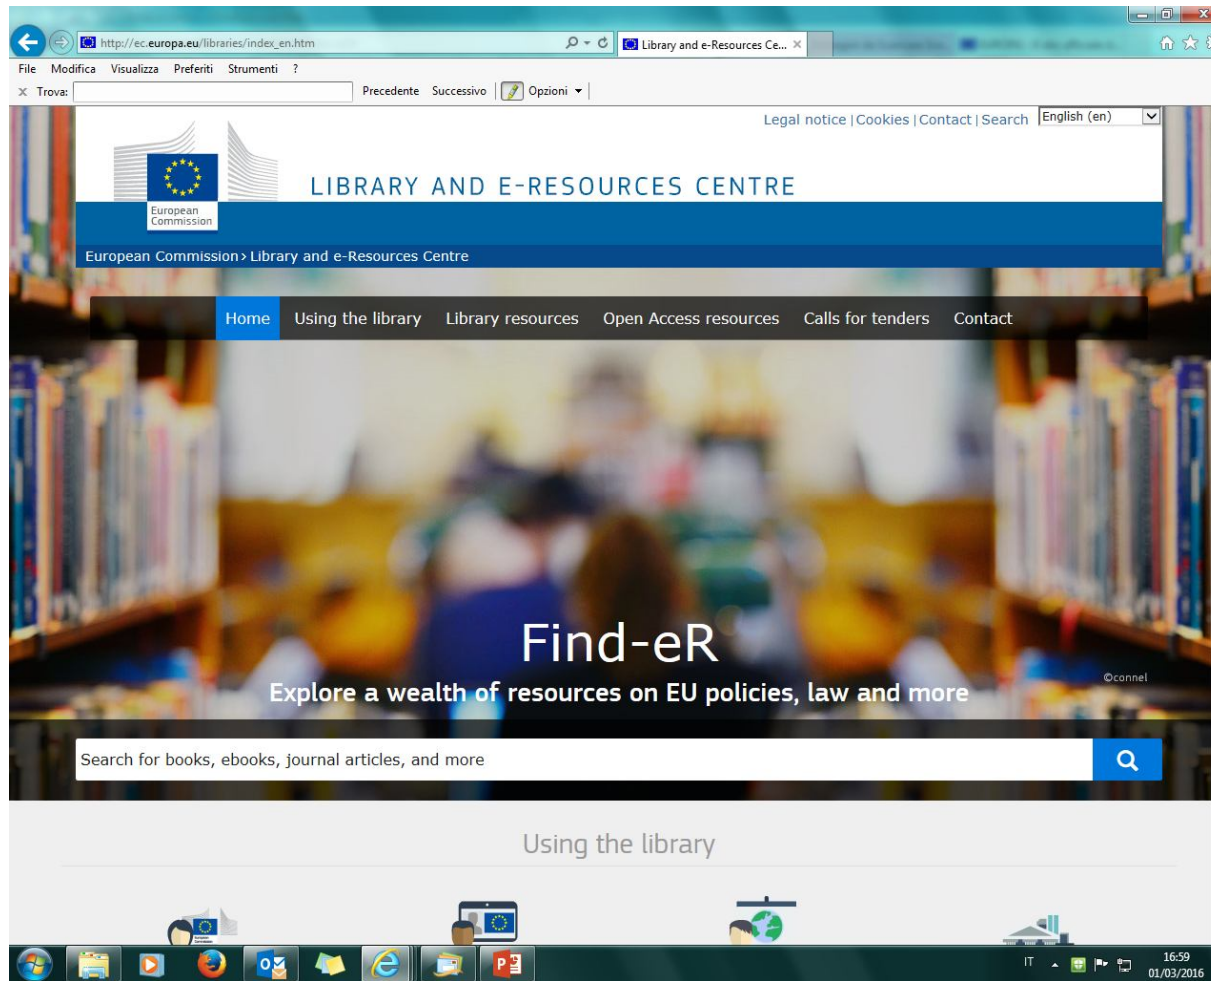 http://ec.europa.eu/libraries/index_en.htm
Library and e-Resources Ce...
File Modifica Visualizza Preferiti Strumenti ?
x Trova: Precedente Successivo Opzioni
Legal notice | Cookies | Contact | Search English (en)
LIBRARY AND E-RESOURCES CENTRE
European
Commission
European Commission > Library and e-Resources Centre
Home Using the library Library resources Open Access resources Calls for tenders Contact
Find-eR
Explore a wealth of resources on EU policies, law and more
©connel
Search for books, ebooks, journal articles, and more
Using the library
IT 16:59
01/03/2016